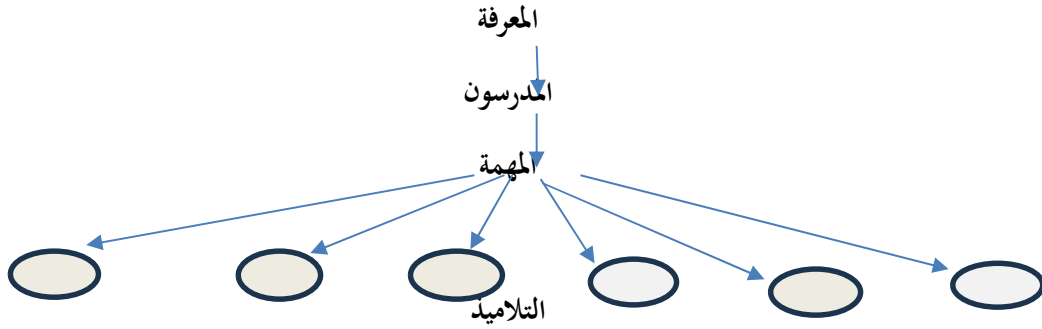 المعرفة
المدرسون
المهمة
التلاميذ